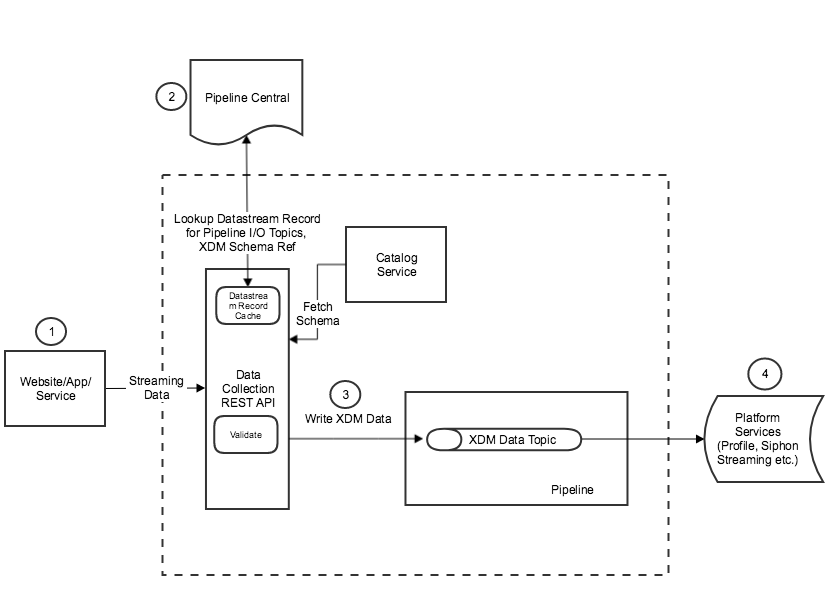 2
Pipeline Central
Lookup Datastream Record
for Pipeline I/O Topics,
XDM Schema Ref
Catalog
Service
Datastrea
m Record
Cache
Fetch
Schema
1
Website/App/
Service
Streaming
Data
Data
Collection
REST API
Validate
3
Write XDM Data
XDM Data Topic
Pipeline
4
Platform
Services
(Profile, Siphon
Streaming etc.)